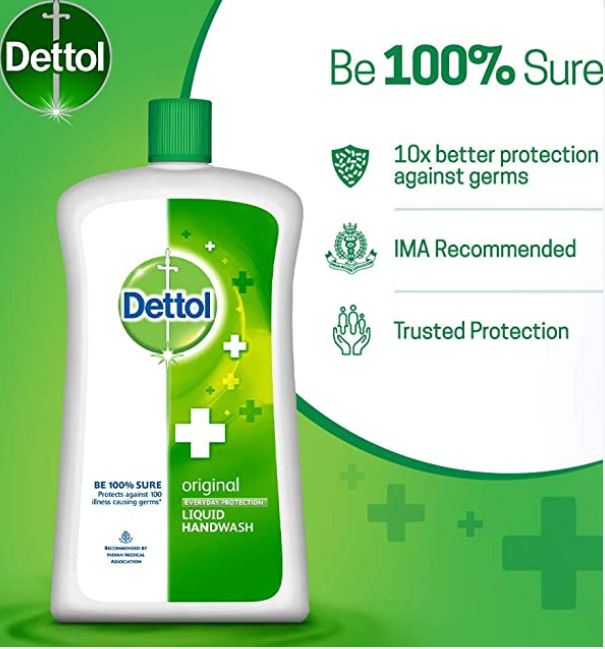 Dettol
Be 100% Sure
10x better protection
against germs
IMA Recommended
Trusted Protection
Dettol
BE 100% SURE
Protects against 100
illness causing germs*
RECOMMENDED BY
INDIAN MEDICAL
ASSOCIATION
original
EVERYDAY PROTECTION
LIQUID
HANDWASH